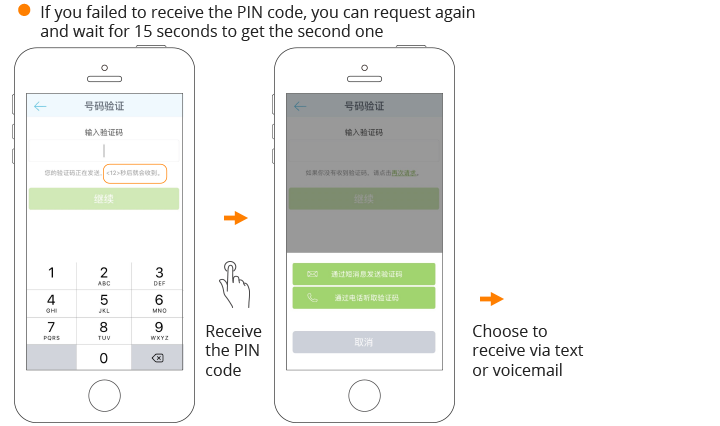 If you failed to receive the PIN code, you can request again
and wait for 15 seconds to get the second one
号码验证
输入验证码
您的验证码正在发送, <12>秒后就会收到。
继续
1 2 3
ABC DEF
4 5 6
GHI JKL MNO
7 8 9
PQRS TUV WXYZ
0
Receive
the PIN
code
号码验证
输入验证码
如果您没有收到验证码, 请点击再次请求。
继续
通过短消息发送验证码
通过电话听取验证码
取消
Choose to
receive via text
or voicemail